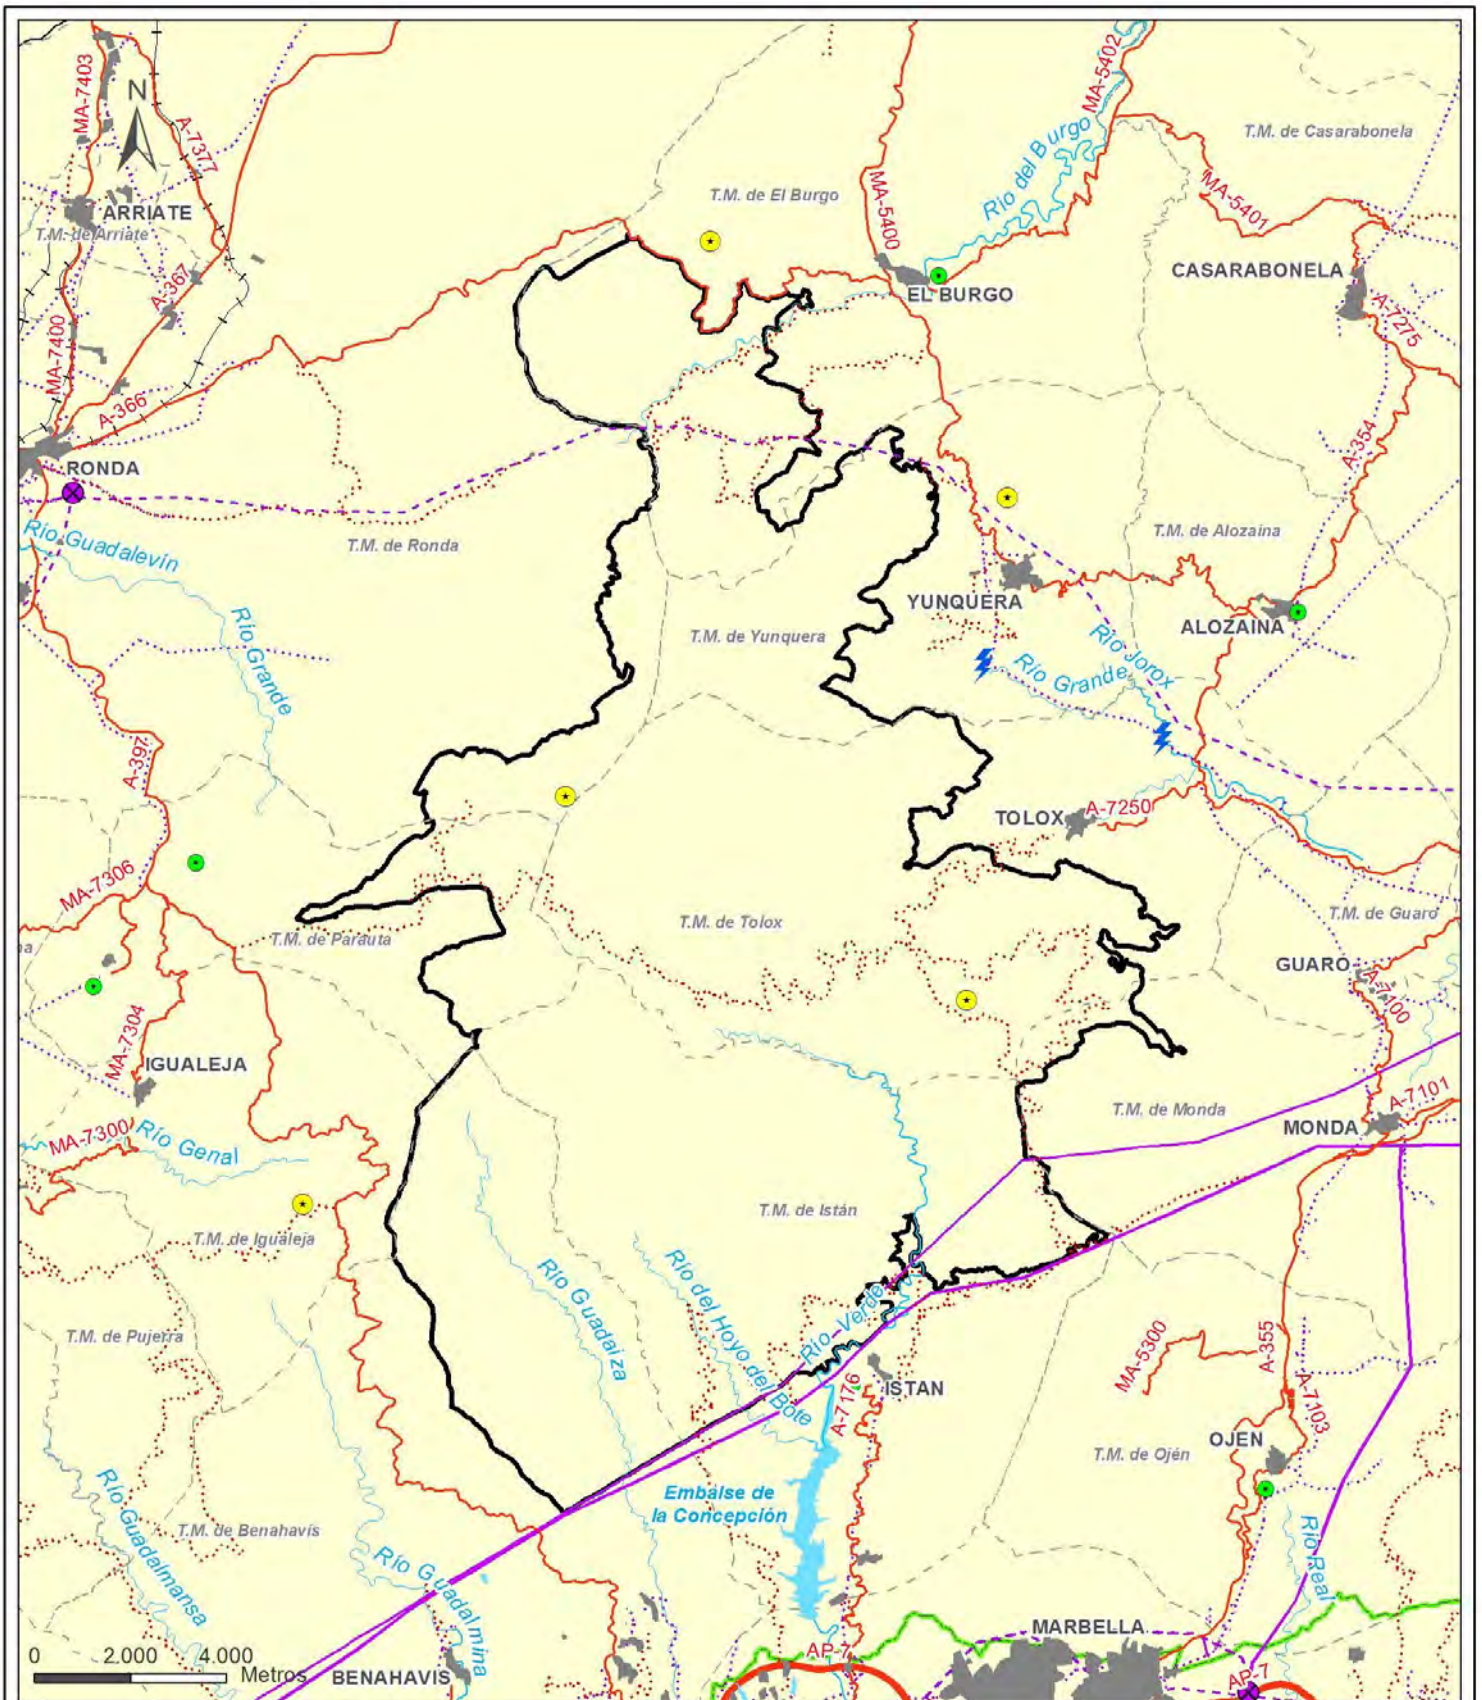 MA-7403
MA-5402
N
A-7377
T.M. de Casarabonela
Río del Burgo
T.M. de El Burgo
MA-5401
ARRIATE
T.M. de Arriate
MA-5400
A-367
CASARABONELA
EL BURGO
A-7275
MA-7400
A-366
A-354
RONDA
T.M. de Ronda
T.M. de Alozaina
Río Guadalevín
YUNQUERA
ALOZAINA
T.M. de Yunquera
Río Grande
Río Jorox
Río Grande
A-397
TOLOX
A-7250
MA-7306
T.M. de Tolox
T.M. de Guaro
T.M. de Parauta
na
GUARO
A-7100
MA-7304
IGUALEJA
T.M. de Monda
A-7101
MONDA
MA-7300
Río Genal
T.M. de Istán
T.M. de Igualeja
Río Guadalza
Río del Hoyo del Bote
Río Verde
T.M. de Pujerra
MA-5300
A-355
ISTAN
A-7176
A-7103
OJEN
T.M. de Ojén
Embalse de
la Concepción
Río Guadalmansa
T.M. de Benahavís
Río Real
Río Guadalmina
MARBELLA
AP-7
0 2.000 4.000
Metros
BENAHAVIS
AP-7